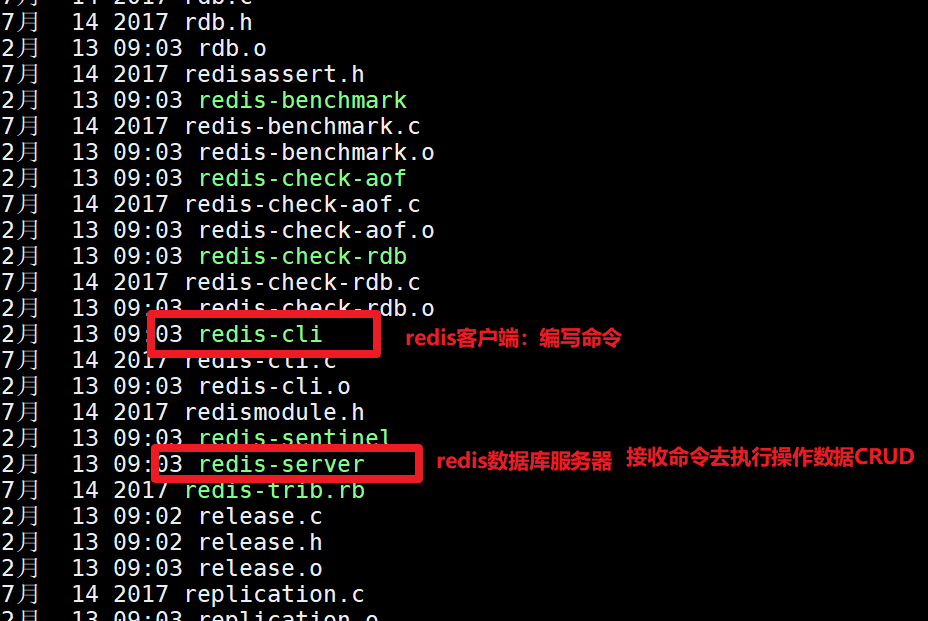 7月 14 2017 rdb.c
7月 14 2017 rdb.h
2月 13 09:03 rdb.o
7月 14 2017 redisassert.h
2月 13 09:03 redis-benchmark
7月 14 2017 redis-benchmark.c
2月 13 09:03 redis-benchmark.o
2月 13 09:03 redis-check-aof
7月 14 2017 redis-check-aof.c
2月 13 09:03 redis-check-aof.o
2月 13 09:03 redis-check-rdb
7月 14 2017 redis-check-rdb.c
2月 13 09:03 redis-check-rdb.o
2月 13 09:03 redis-cli redis客户端：编写命令
7月 14 2017 redis-cli.c
2月 13 09:03 redis-cli.o
7月 14 2017 redismodule.h
2月 13 09:03 redis-sentinel
2月 13 09:03 redis-server redis数据库服务器 接收命令去执行操作数据CRUD
7月 14 2017 redis-trib.rb
2月 13 09:02 release.c
2月 13 09:02 release.h
2月 13 09:03 release.o
7月 14 2017 replication.c
2月 13 09:03 replication.o